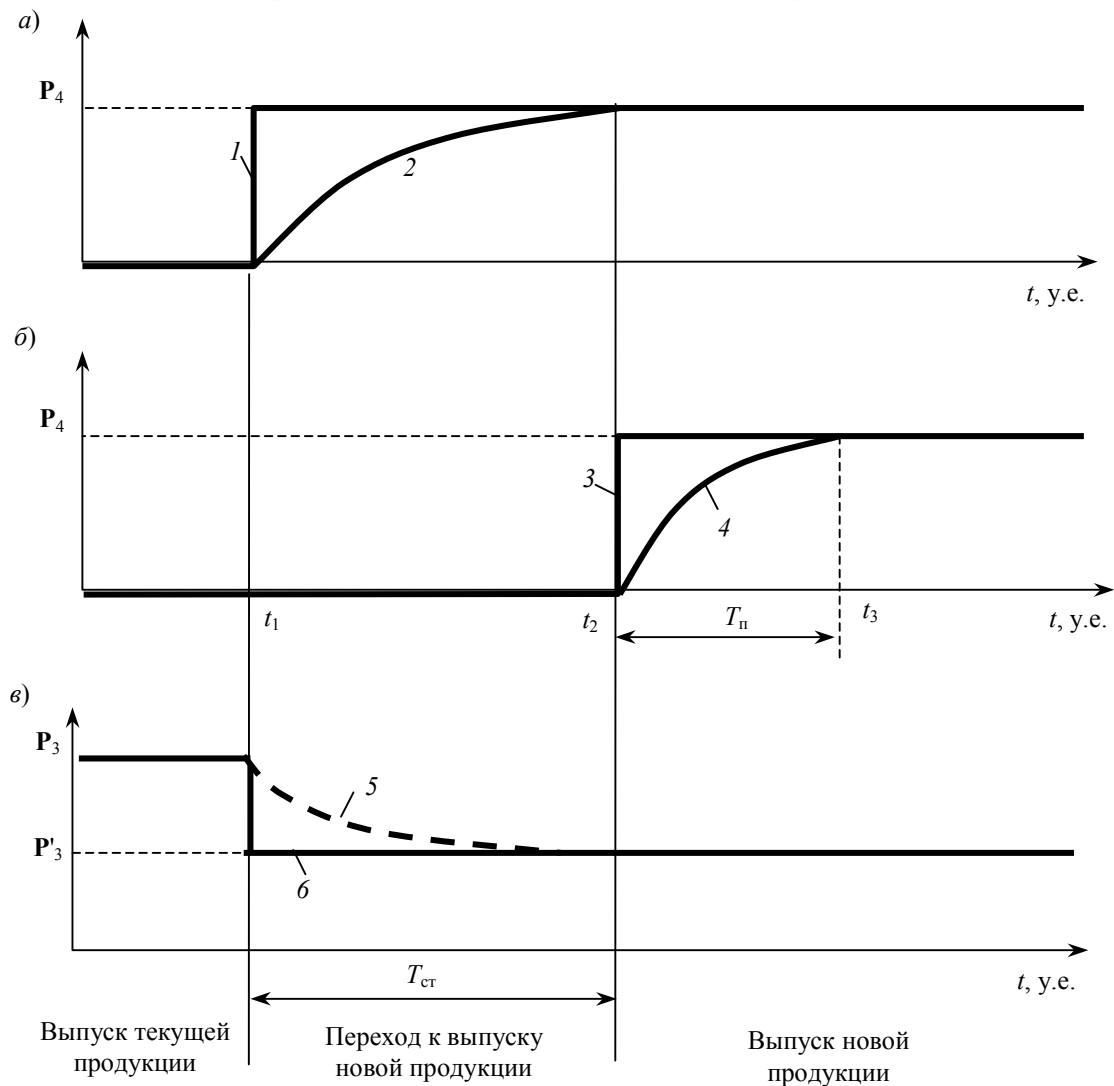 а)
P4
1
2
t, у.е.
б)
P4
3
4
t1
t2
Tп
t3
t, у.е.
в)
P3
5
P'3
6
Tст
t, у.е.
Выпуск текущей
продукции
Переход к выпуску
новой продукции
Выпуск новой
продукции